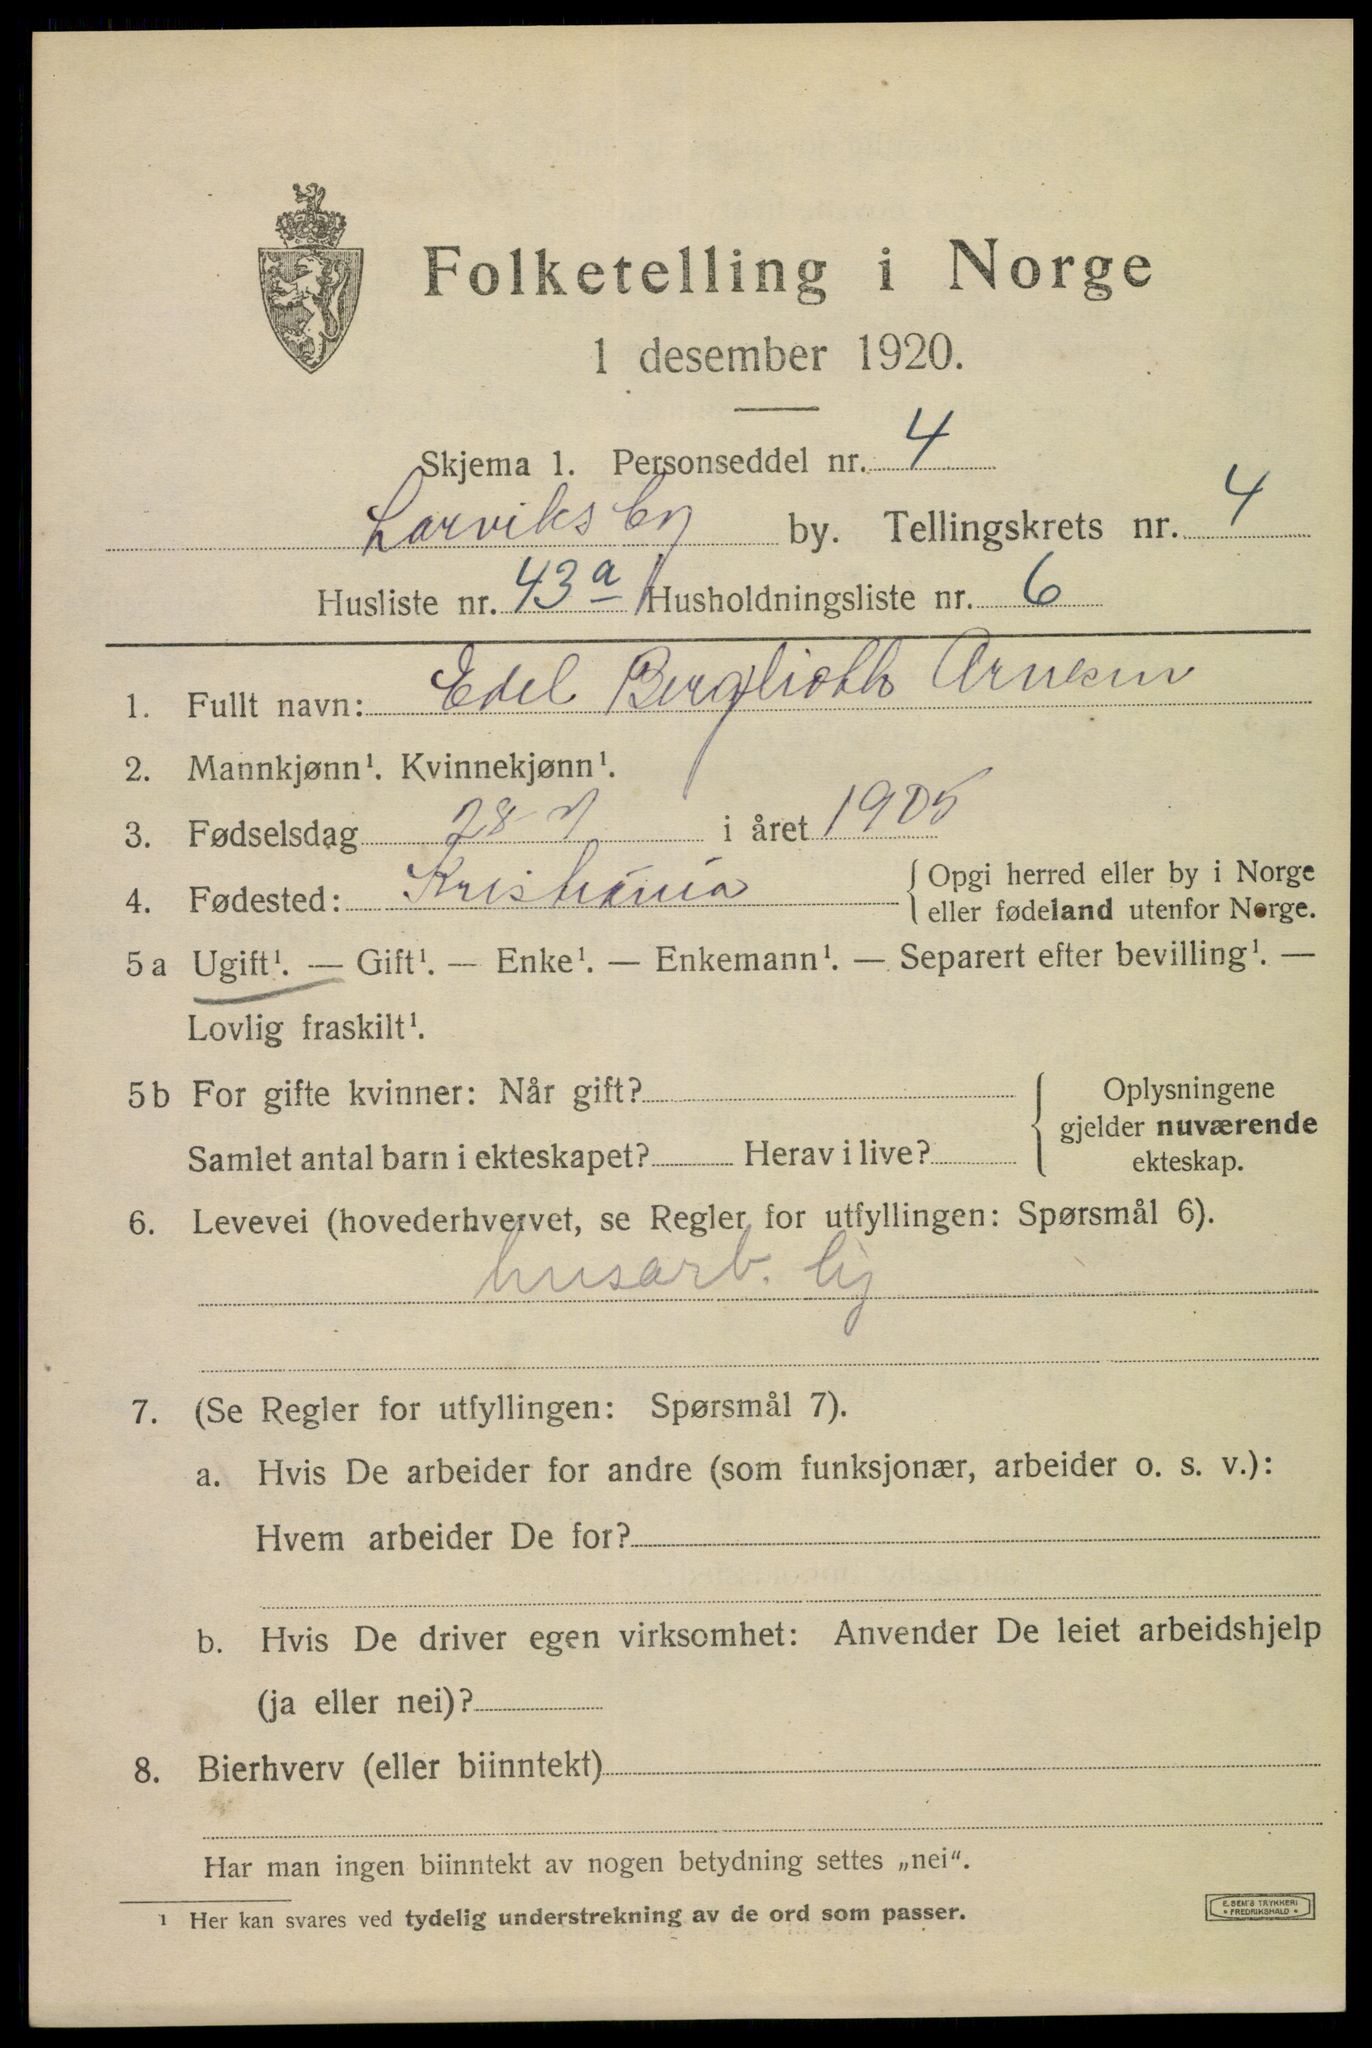 Folketelling i Norge
1 desember 1920.
Skjema 1. Personseddel nr. 4
Larviks by by. Tellingskrets nr. 4
Husliste nr. 43a Husholdningsliste nr. 6
1. Fullt navn: Edel Berglioth Arnesen
2. Mannkjønn¹. Kvinnekjønn¹.
3. Fødselsdag 28-7 i året 1905
4. Fødested: Kristiania { Opgi herred eller by i Norge
eller fødeland utenfor Norge.
5a Ugift¹. — Gift¹. — Enke¹. — Enkemann¹. — Separert efter bevilling¹. —
Lovlig fraskilt¹.
5b For gifte kvinner: Når gift? { Oplysningene
gjelder nuværende
Samlet antal barn i ekteskapet? Herav i live? ekteskap.
6. Levevei (hovederhvervet, se Regler for utfyllingen: Spørsmål 6).
husarb. lij
7. (Se Regler for utfyllingen: Spørsmål 7).
a. Hvis De arbeider for andre (som funksjonær, arbeider o. s. v.):
Hvem arbeider De for?
b. Hvis De driver egen virksomhet: Anvender De leiet arbeidshjelp
(ja eller nei)?
8. Bierhverv (eller biinntekt)
Har man ingen biinntekt av nogen betydning settes „nei“.
¹ Her kan svares ved tydelig understrekning av de ord som passer.
E. SEM'S TRYKKERI
• FREDRIKSHALD •